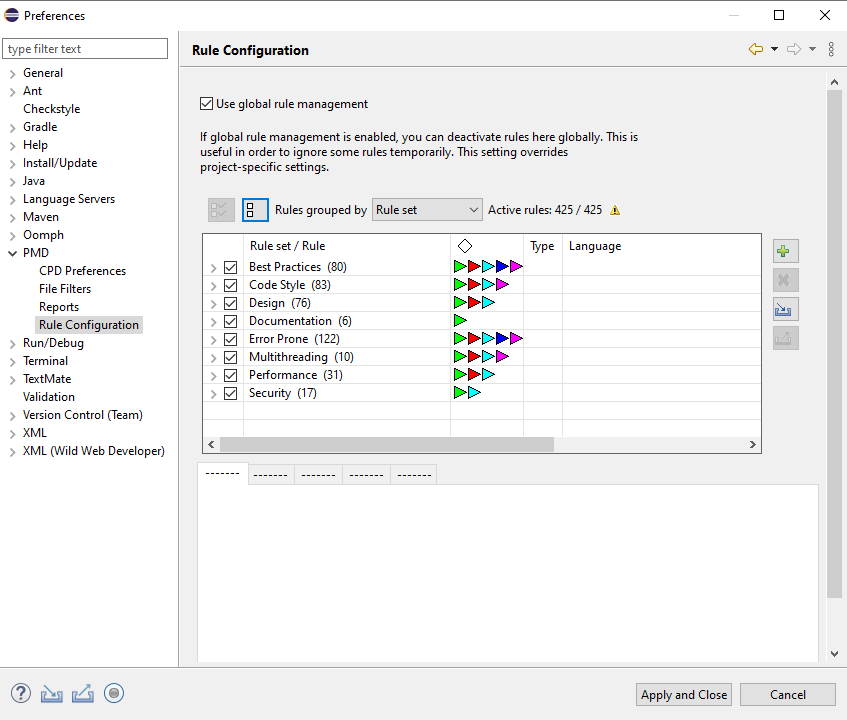 Preferences
type filter text
General
Ant
Checkstyle
Gradle
Help
Install/Update
Java
Language Servers
Maven
Oomph
PMD
CPD Preferences
File Filters
Reports
Rule Configuration
Run/Debug
Terminal
TextMate
Validation
Version Control (Team)
XML
XML (Wild Web Developer)
Rule Configuration
Use global rule management
If global rule management is enabled, you can deactivate rules here globally. This is
useful in order to ignore some rules temporarily. This setting overrides
project-specific settings.
Rules grouped by Rule set Active rules: 425 / 425
Rule set / Rule Type Language
Best Practices (80)
Code Style (83)
Design (76)
Documentation (6)
Error Prone (122)
Multithreading (10)
Performance (31)
Security (17)
------- ------- ------- ------- -------
Apply and Close Cancel